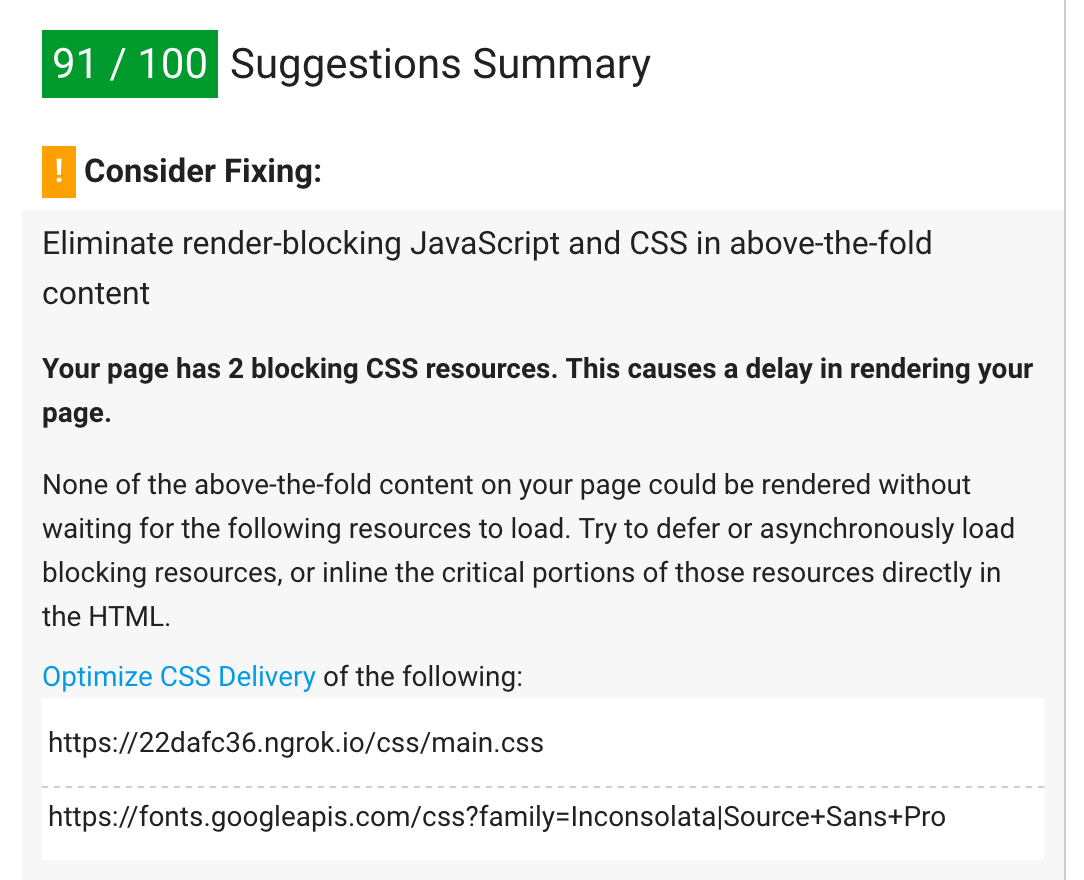 91 / 100 Suggestions Summary
! Consider Fixing:
Eliminate render-blocking JavaScript and CSS in above-the-fold
content
Your page has 2 blocking CSS resources. This causes a delay in rendering your
page.
None of the above-the-fold content on your page could be rendered without
waiting for the following resources to load. Try to defer or asynchronously load
blocking resources, or inline the critical portions of those resources directly in
the HTML.
Optimize CSS Delivery of the following:
https://22dafc36.ngrok.io/css/main.css
https://fonts.googleapis.com/css?family=Inconsolata|Source+Sans+Pro